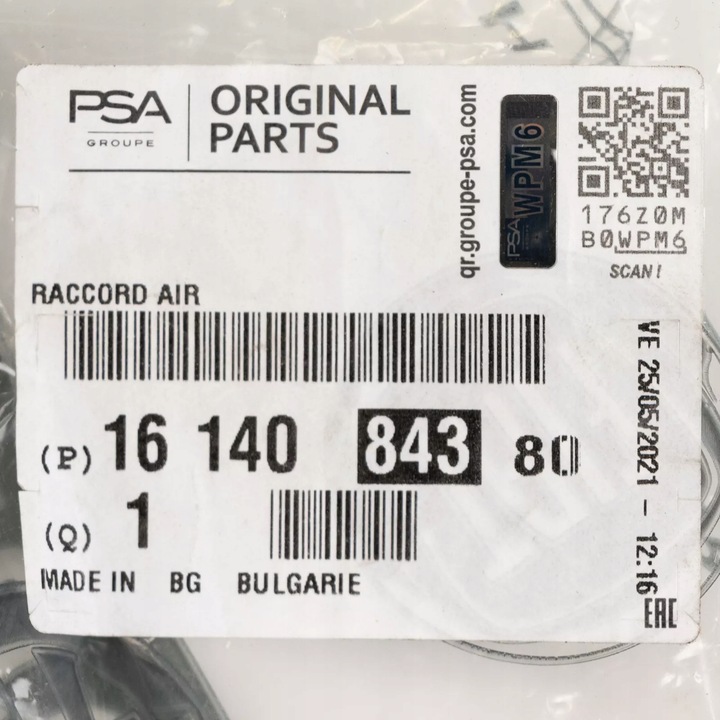 PSA
GROUPE
ORIGINAL
PARTS
qr.groupe-psa.com
PSA WPM6
176Z0M
B0WPM6
SCAN!
RACCORD AIR
(P) 16 140 843 80
(Q) 1
MADE IN BG BULGARIE
VE 25/05/2021 - 12:16
EAC